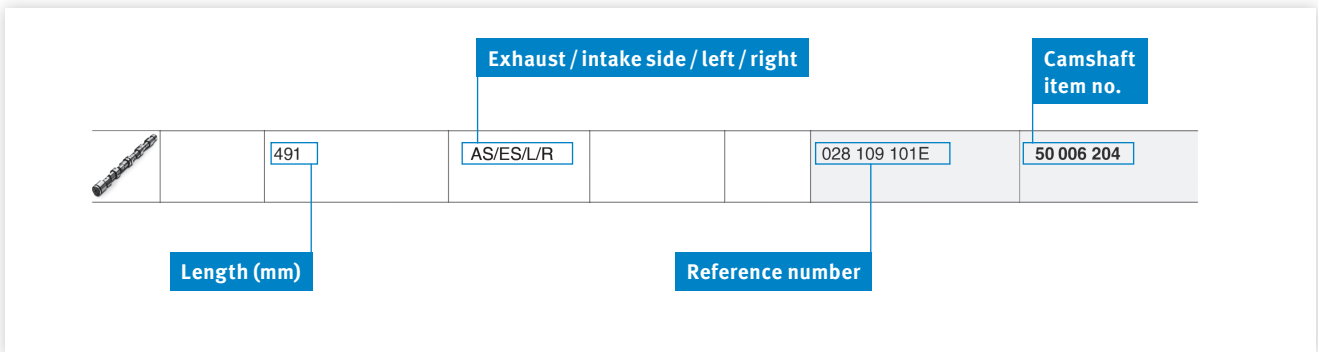 Exhaust / intake side / left / right
Camshaft
item no.
491
AS/ES/L/R
028 109 101E
50 006 204
Length (mm)
Reference number